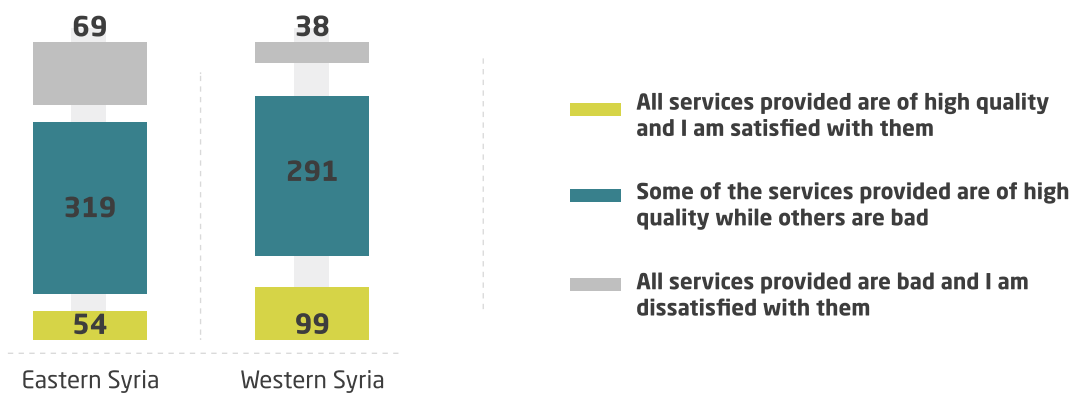 69
38
319
291
54
99
Eastern Syria
Western Syria
All services provided are of high quality
and I am satisfied with them
Some of the services provided are of high
quality while others are bad
All services provided are bad and I am
dissatisfied with them